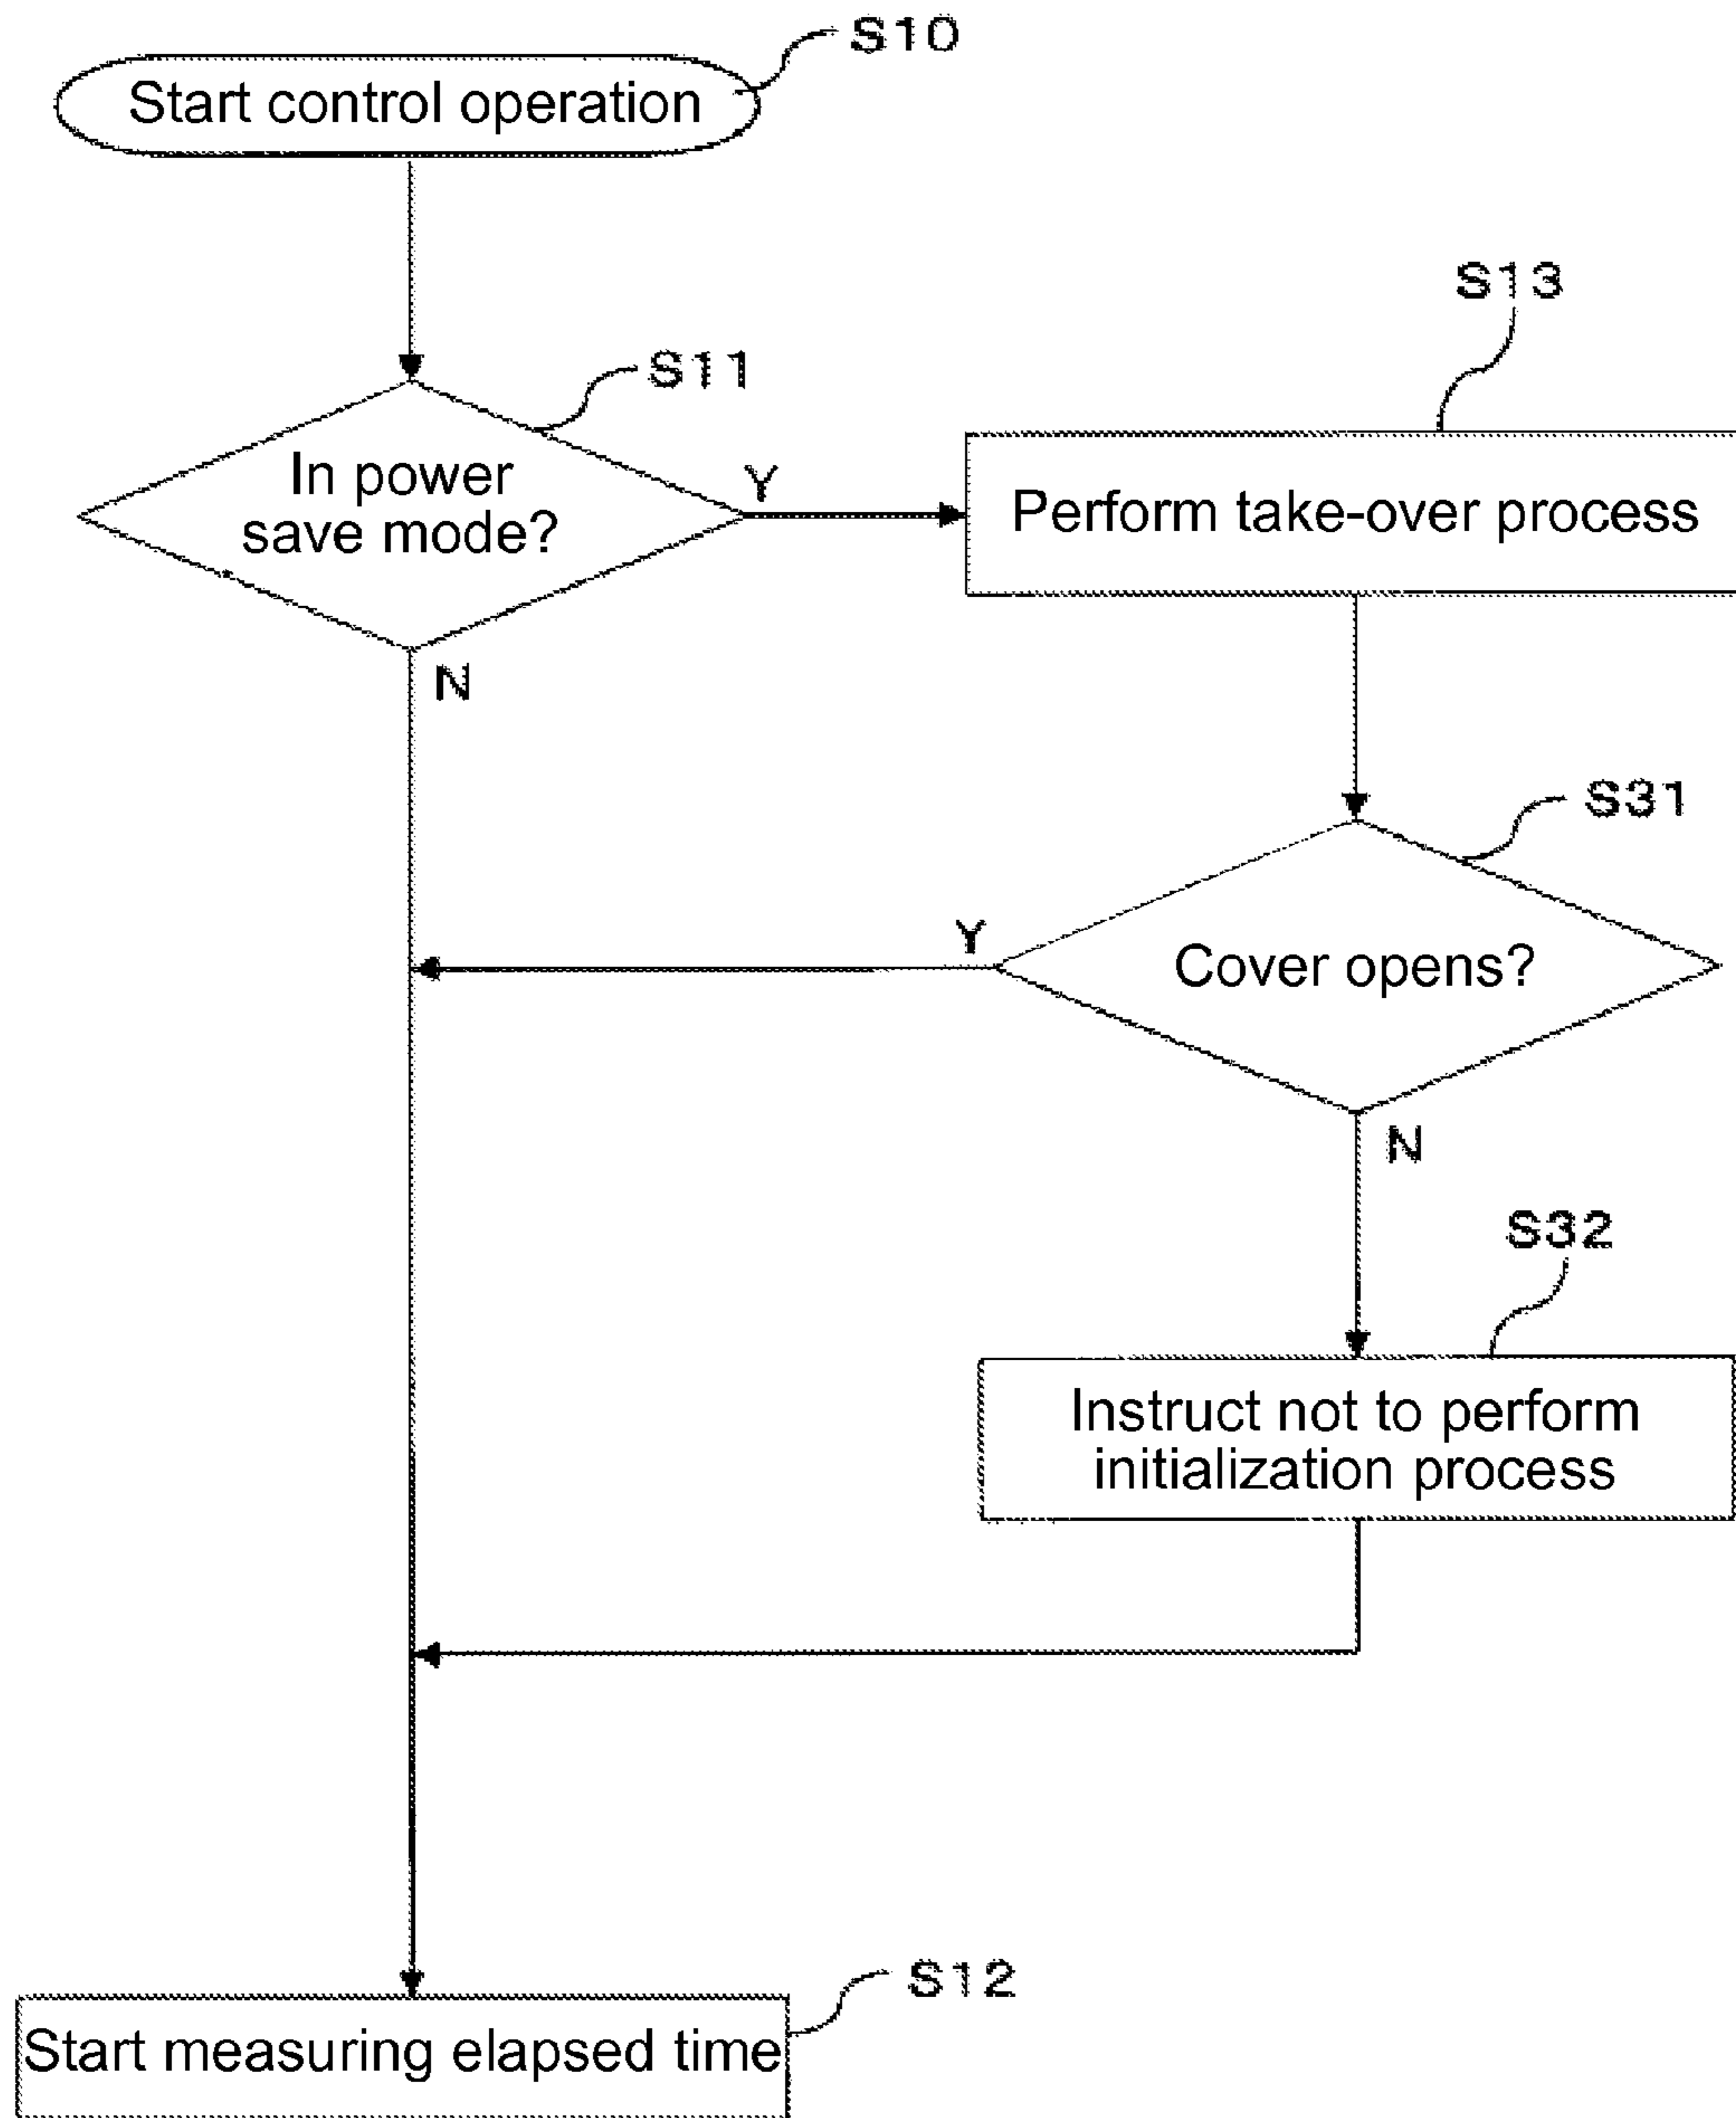 S10
Start control operation
S13
S11
In power
save mode?
Y
Perform take-over process
N
S31
Y
Cover opens?
N
S32
Instruct not to perform
initialization process
S12
Start measuring elapsed time